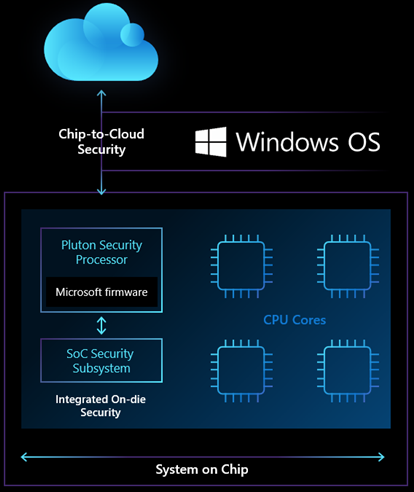 Chip-to-Cloud
Security
Windows OS
Pluton Security
Processor
Microsoft firmware
SoC Security
Subsystem
Integrated On-die
Security
CPU Cores
System on Chip